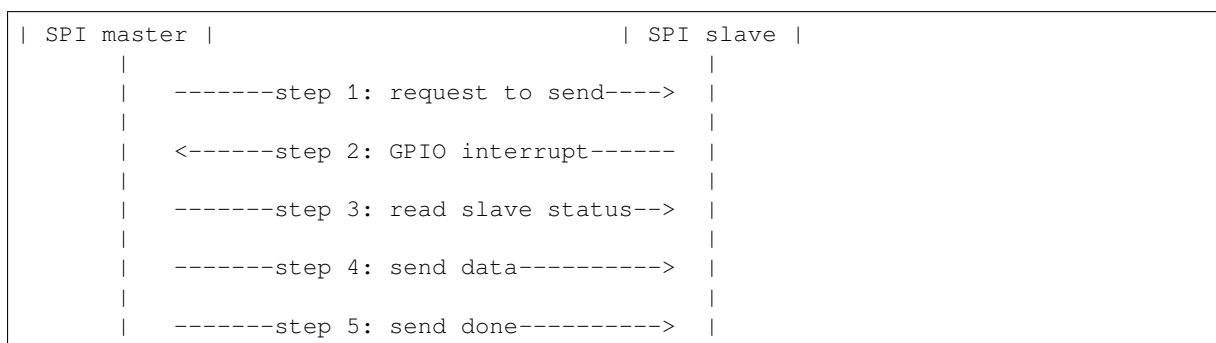 | SPI master |                                 | SPI slave |
       |                                               |
       |   -------step 1: request to send---->  |
       |                                               |
       |   <------step 2: GPIO interrupt------  |
       |                                               |
       |   -------step 3: read slave status-->  |
       |                                               |
       |   -------step 4: send data---------->  |
       |                                               |
       |   -------step 5: send done---------->  |